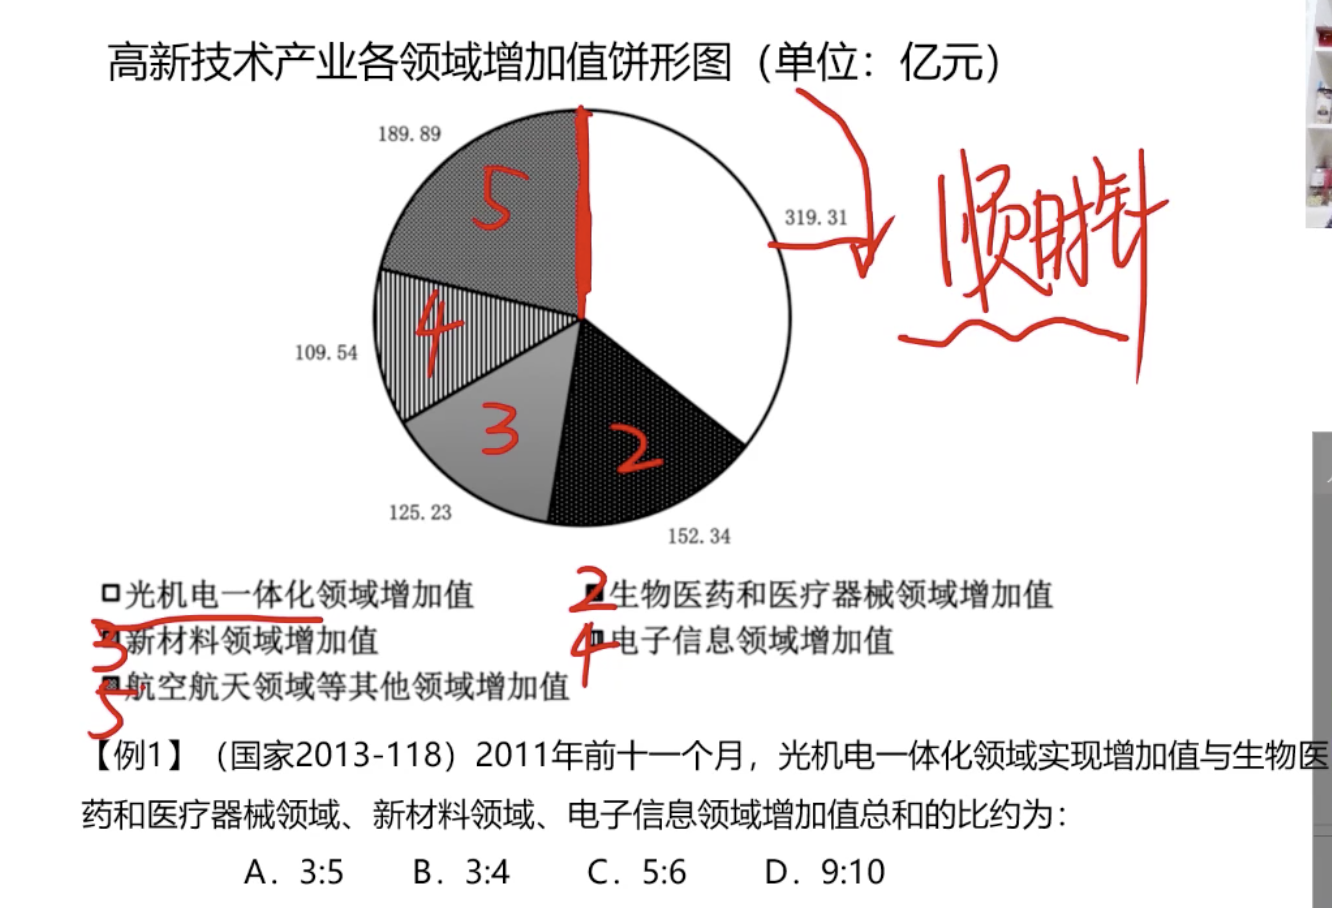 高新技术产业各领域增加值饼形图（单位：亿元）
189.89
5
319.31
顺时针
4
109.54
3
2
125.23
152.34
光机电一体化领域增加值
2 生物医药和医疗器械领域增加值
3 新材料领域增加值
4 电子信息领域增加值
5 航空航天领域等其他领域增加值
【例1】（国家2013-118）2011年前十一个月，光机电一体化领域实现增加值与生物医
药和医疗器械领域、新材料领域、电子信息领域增加值总和的比约为：
A．3:5 B．3:4 C．5:6 D．9:10